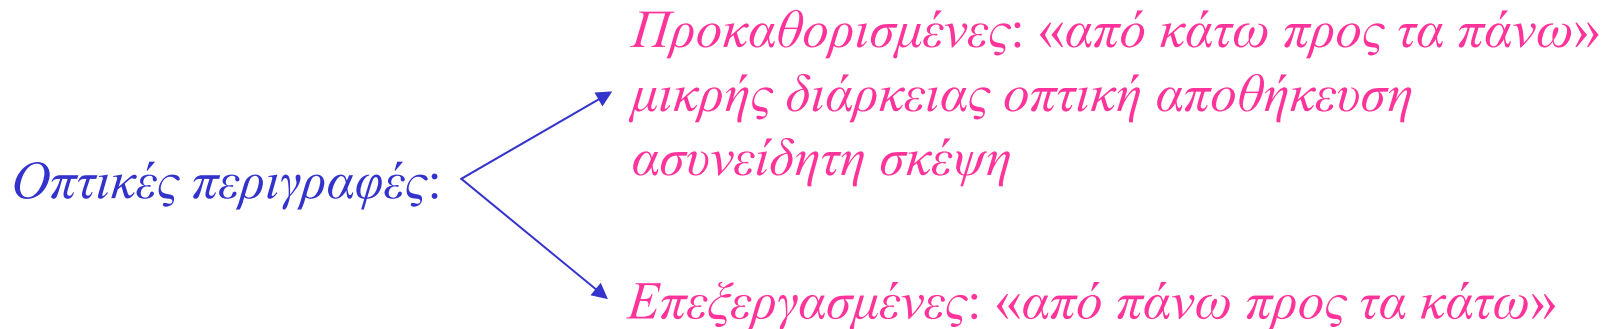 Οπτικές περιγραφές:
Προκαθορισμένες: «από κάτω προς τα πάνω»
μικρής διάρκειας οπτική αποθήκευση
ασυνείδητη σκέψη
Επεξεργασμένες: «από πάνω προς τα κάτω»